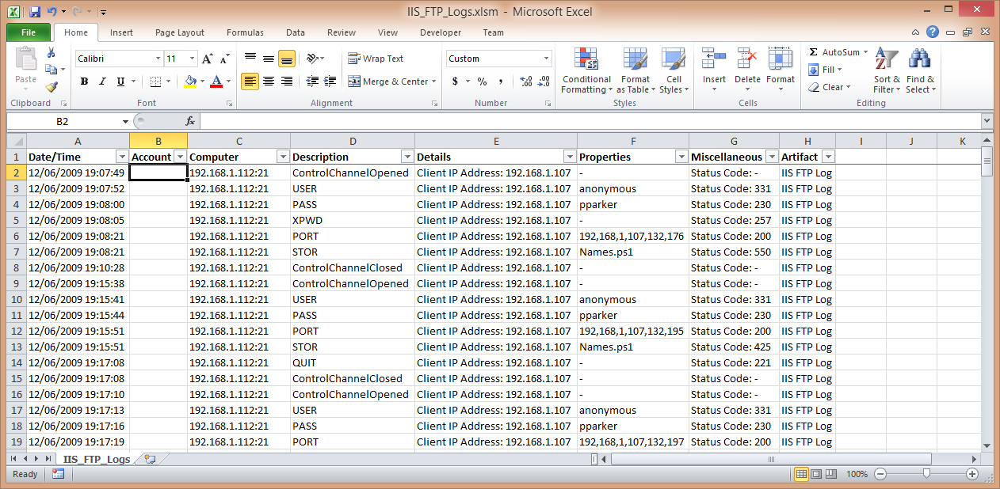 IIS_FTP_Logs.xlsm - Microsoft Excel
File Home Insert Page Layout Formulas Data Review View Developer Team
Paste
Clipboard
Calibri 11
B I U A
Font
Wrap Text
Merge & Center
Alignment
Custom
$ % ,
Number
Conditional Formatting
Format as Table
Cell Styles
Styles
Insert Delete Format
Cells
Σ AutoSum
Fill
Clear
Sort & Filter
Find & Select
Editing
B2 fx
A B C D E F G H I J K
1 Date/Time Account Computer Description Details Properties Miscellaneous Artifact
2 12/06/2009 19:07:49 192.168.1.112:21 ControlChannelOpened Client IP Address: 192.168.1.107 - Status Code: - IIS FTP Log
3 12/06/2009 19:07:52 192.168.1.112:21 USER Client IP Address: 192.168.1.107 anonymous Status Code: 331 IIS FTP Log
4 12/06/2009 19:08:00 192.168.1.112:21 PASS Client IP Address: 192.168.1.107 pparker Status Code: 230 IIS FTP Log
5 12/06/2009 19:08:05 192.168.1.112:21 XPWD Client IP Address: 192.168.1.107 - Status Code: 257 IIS FTP Log
6 12/06/2009 19:08:21 192.168.1.112:21 PORT Client IP Address: 192.168.1.107 192,168,1,107,132,176 Status Code: 200 IIS FTP Log
7 12/06/2009 19:08:21 192.168.1.112:21 STOR Client IP Address: 192.168.1.107 Names.ps1 Status Code: 550 IIS FTP Log
8 12/06/2009 19:10:28 192.168.1.112:21 ControlChannelClosed Client IP Address: 192.168.1.107 - Status Code: - IIS FTP Log
9 12/06/2009 19:15:38 192.168.1.112:21 ControlChannelOpened Client IP Address: 192.168.1.107 - Status Code: - IIS FTP Log
10 12/06/2009 19:15:41 192.168.1.112:21 USER Client IP Address: 192.168.1.107 anonymous Status Code: 331 IIS FTP Log
11 12/06/2009 19:15:44 192.168.1.112:21 PASS Client IP Address: 192.168.1.107 pparker Status Code: 230 IIS FTP Log
12 12/06/2009 19:15:51 192.168.1.112:21 PORT Client IP Address: 192.168.1.107 192,168,1,107,132,195 Status Code: 200 IIS FTP Log
13 12/06/2009 19:15:51 192.168.1.112:21 STOR Client IP Address: 192.168.1.107 Names.ps1 Status Code: 425 IIS FTP Log
14 12/06/2009 19:17:08 192.168.1.112:21 QUIT Client IP Address: 192.168.1.107 - Status Code: 221 IIS FTP Log
15 12/06/2009 19:17:08 192.168.1.112:21 ControlChannelClosed Client IP Address: 192.168.1.107 - Status Code: - IIS FTP Log
16 12/06/2009 19:17:10 192.168.1.112:21 ControlChannelOpened Client IP Address: 192.168.1.107 - Status Code: - IIS FTP Log
17 12/06/2009 19:17:13 192.168.1.112:21 USER Client IP Address: 192.168.1.107 anonymous Status Code: 331 IIS FTP Log
18 12/06/2009 19:17:16 192.168.1.112:21 PASS Client IP Address: 192.168.1.107 pparker Status Code: 230 IIS FTP Log
19 12/06/2009 19:17:19 192.168.1.112:21 PORT Client IP Address: 192.168.1.107 192,168,1,107,132,197 Status Code: 200 IIS FTP Log
IIS_FTP_Logs
Ready 100%